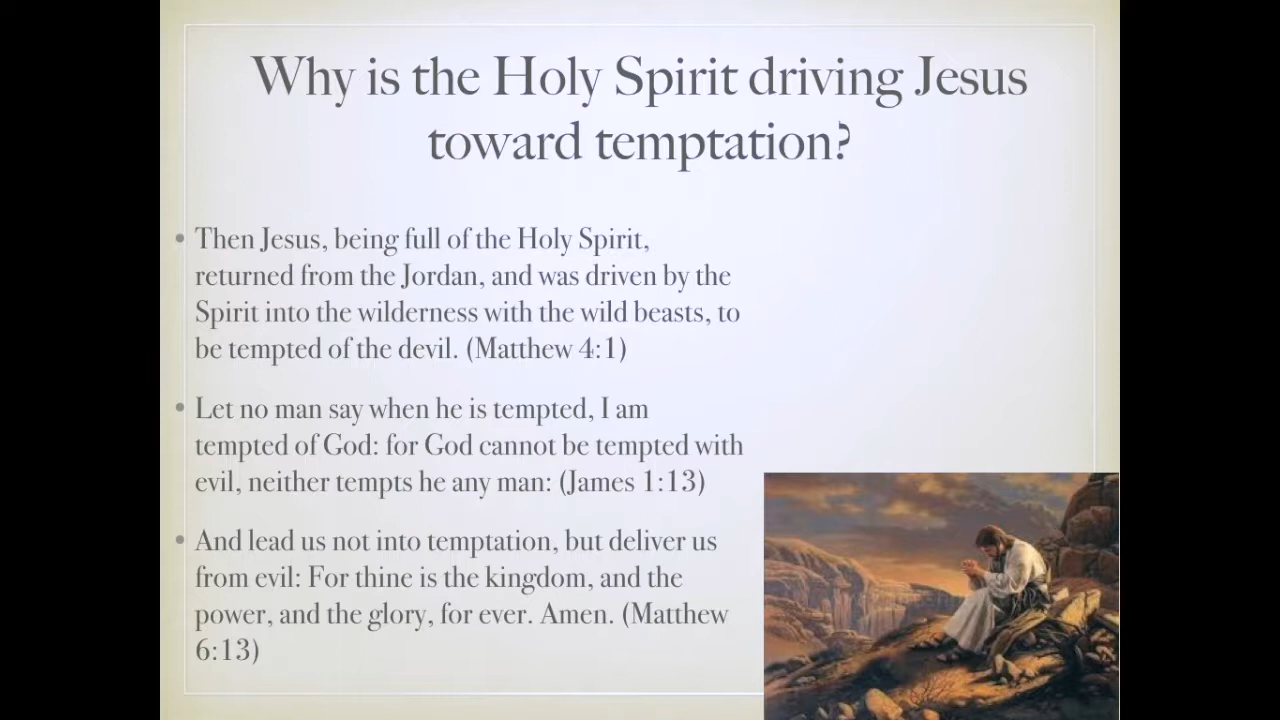 Why is the Holy Spirit driving Jesus
toward temptation?
• Then Jesus, being full of the Holy Spirit,
returned from the Jordan, and was driven by the
Spirit into the wilderness with the wild beasts, to
be tempted of the devil. (Matthew 4:1)
• Let no man say when he is tempted, I am
tempted of God: for God cannot be tempted with
evil, neither tempts he any man: (James 1:13)
• And lead us not into temptation, but deliver us
from evil: For thine is the kingdom, and the
power, and the glory, for ever. Amen. (Matthew
6:13)